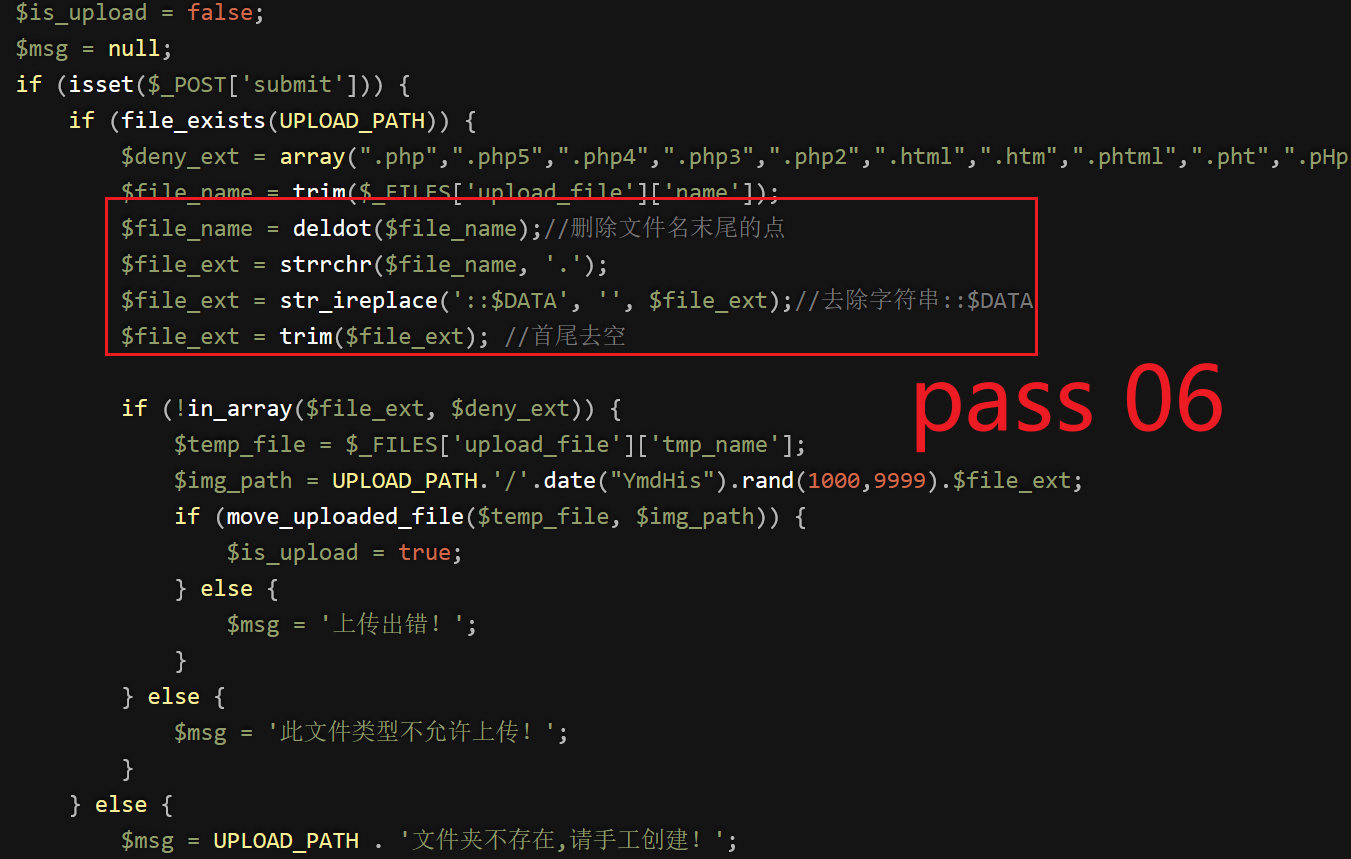 $is_upload = false;
$msg = null;
if (isset($_POST['submit'])) {
if (file_exists(UPLOAD_PATH)) {
$deny_ext = array(".php",".php5",".php4",".php3",".php2",".html",".htm",".phtml",".pht",".pHp
$file_name = trim($_FILES['upload_file']['name']);
$file_name = deldot($file_name);//删除文件名末尾的点
$file_ext = strrchr($file_name, '.');
$file_ext = str_ireplace('::$DATA', '', $file_ext);//去除字符串::$DATA
$file_ext = trim($file_ext); //首尾去空
pass 06
if (!in_array($file_ext, $deny_ext)) {
$temp_file = $_FILES['upload_file']['tmp_name'];
$img_path = UPLOAD_PATH.'/'.date("YmdHis").rand(1000,9999).$file_ext;
if (move_uploaded_file($temp_file, $img_path)) {
$is_upload = true;
} else {
$msg = '上传出错！';
}
} else {
$msg = '此文件类型不允许上传！';
}
} else {
$msg = UPLOAD_PATH . '文件夹不存在,请手工创建！';